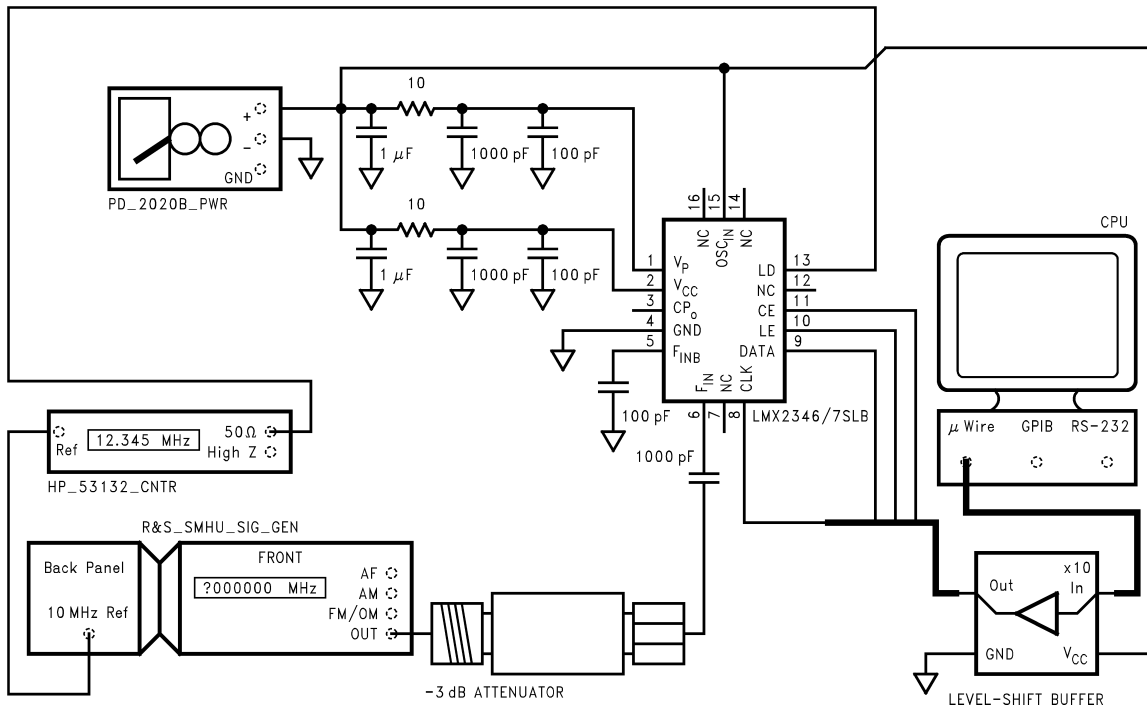 10
+
-
GND
1 μF
1000 pF
100 pF
PD_2020B_PWR
10
1 μF
1000 pF
100 pF
16
15
14
NC
OSC_IN
NC
1
2
3
4
5
V_P
V_CC
CP_o
GND
F_INB
LD
NC
CE
LE
DATA
13
12
11
10
9
F_IN
NC
CLK
6
7
8
LMX2346/7SLB
100 pF
1000 pF
CPU
μ Wire
GPIB
RS-232
Ref
12.345 MHz
50Ω
High Z
HP_53132_CNTR
R&S_SMHU_SIG_GEN
Back Panel
10 MHz Ref
FRONT
?000000 MHz
AF
AM
FM/OM
OUT
-3 dB ATTENUATOR
x10
Out
In
GND
V_CC
LEVEL-SHIFT BUFFER